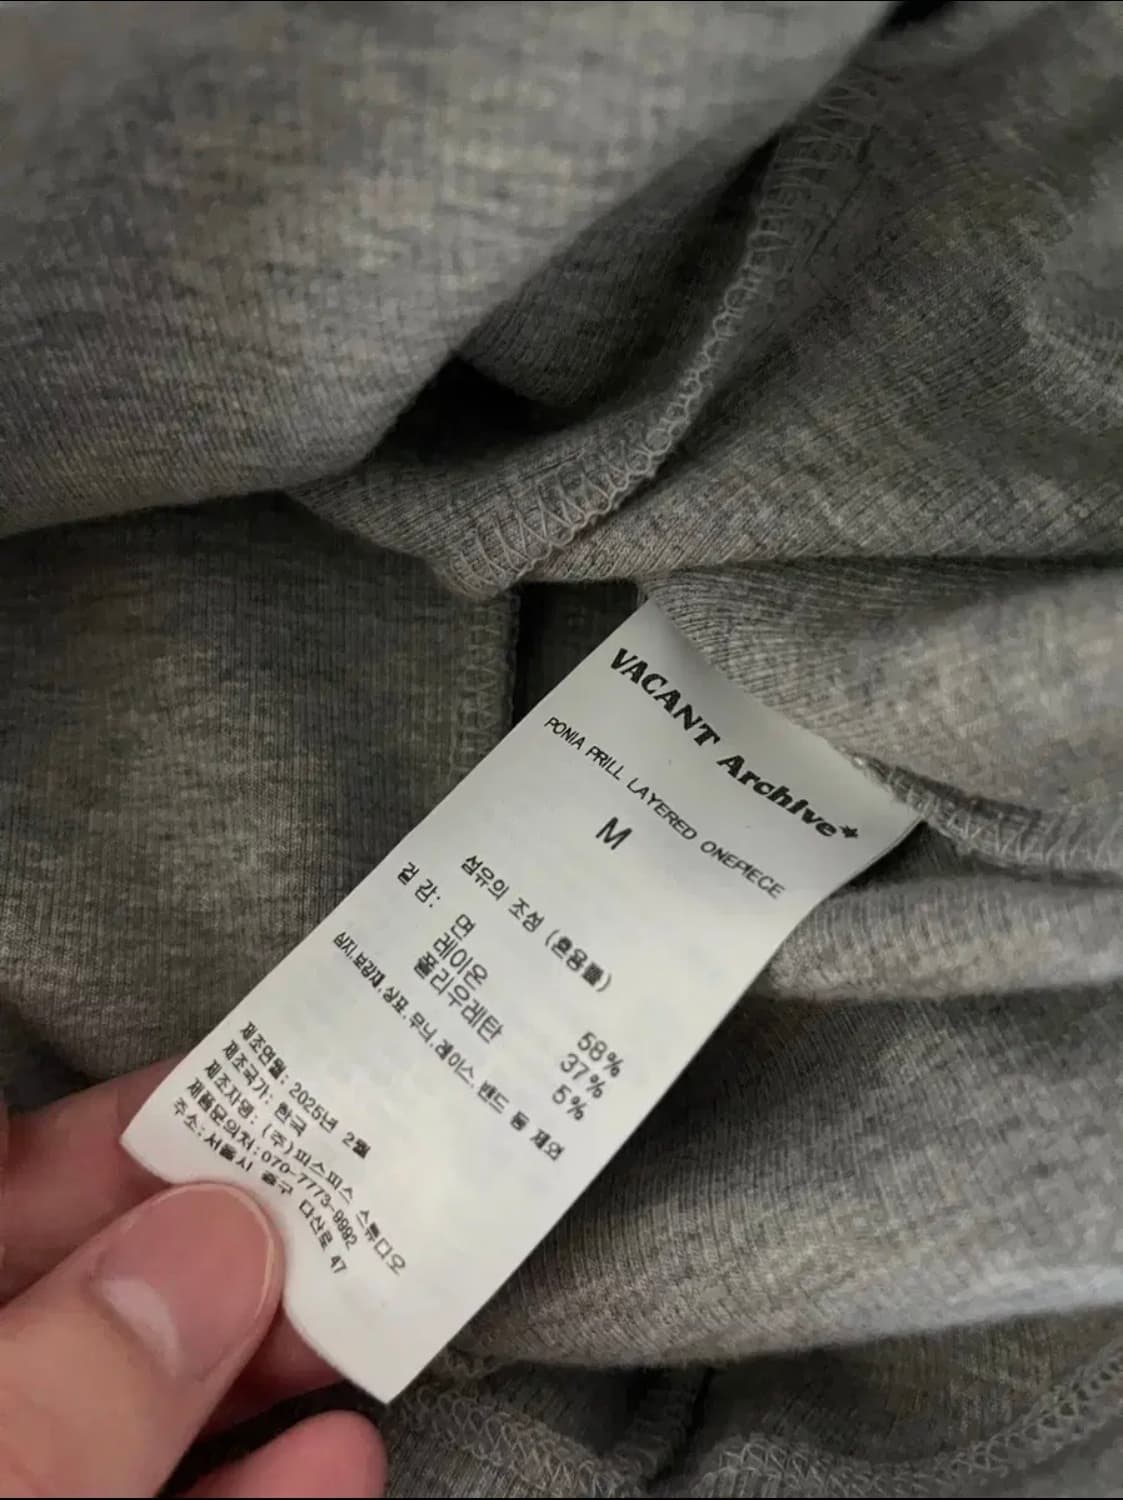 VACANT Archive*
PONIA PRILL LAYERED ONEPIECE
M
섬유의 조성 (혼용률)
겉감: 면 58%
레이온 37%
폴리우레탄 5%
심지.보강재.상표.무늬.레이스.밴드 등 제외
제조연월: 2025년 2월
제조국가: 한국
제조자명: (주)피스피스 스튜디오
제품문의처:070-7773-9992
주소:서울시 중구 다산로 47